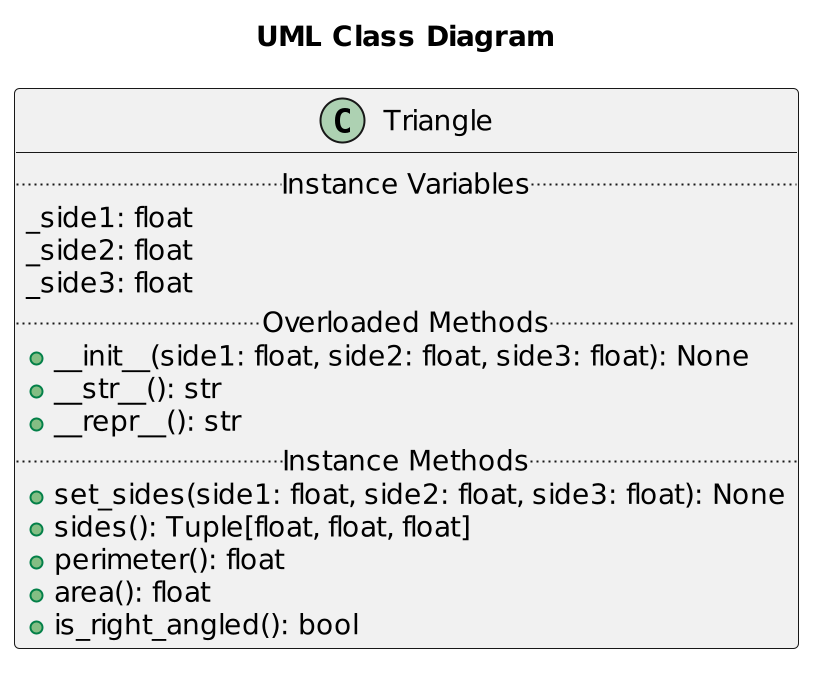 UML Class Diagram
C Triangle
Instance Variables
_side1: float
_side2: float
_side3: float
Overloaded Methods
__init__(side1: float, side2: float, side3: float): None
__str__(): str
__repr__(): str
Instance Methods
set_sides(side1: float, side2: float, side3: float): None
sides(): Tuple[float, float, float]
perimeter(): float
area(): float
is_right_angled(): bool